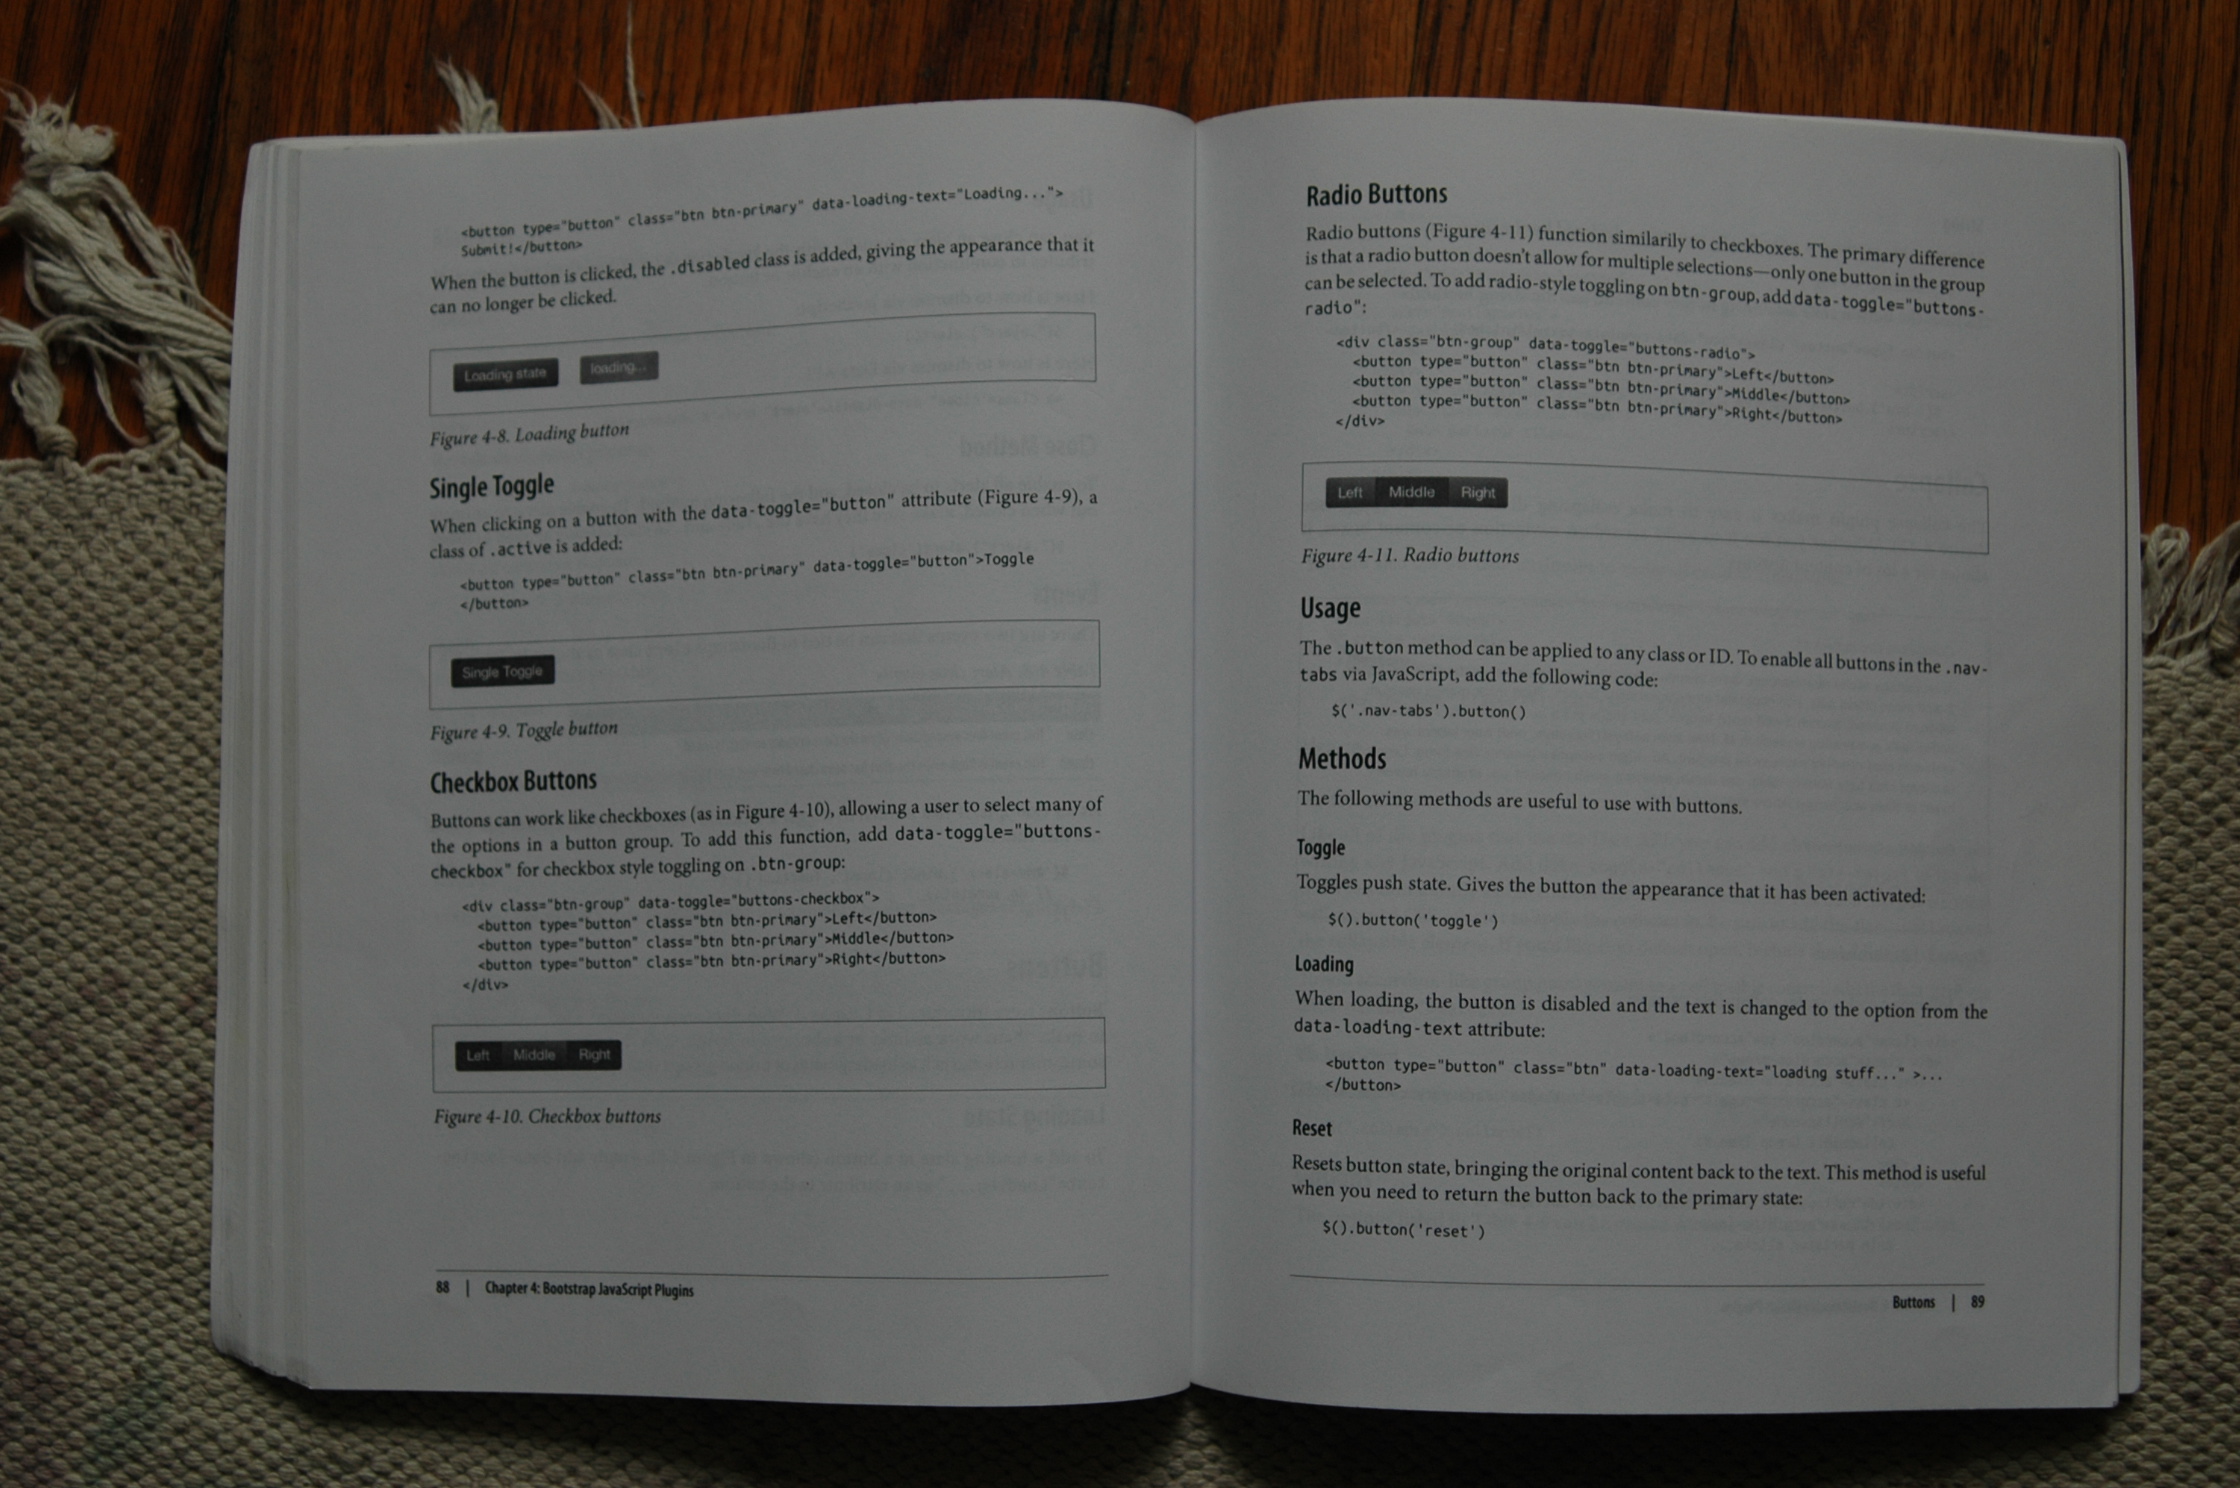 <button type="button" class="btn btn-primary" data-loading-text="Loading...">
Submit!</button>
When the button is clicked, the .disabled class is added, giving the appearance that it
can no longer be clicked.
Loading state loading...
Figure 4-8. Loading button
Single Toggle
When clicking on a button with the data-toggle="button" attribute (Figure 4-9), a
class of .active is added:
<button type="button" class="btn btn-primary" data-toggle="button">Toggle
</button>
Single Toggle
Figure 4-9. Toggle button
Checkbox Buttons
Buttons can work like checkboxes (as in Figure 4-10), allowing a user to select many of
the options in a button group. To add this function, add data-toggle="buttons-
checkbox" for checkbox style toggling on .btn-group:
<div class="btn-group" data-toggle="buttons-checkbox">
<button type="button" class="btn btn-primary">Left</button>
<button type="button" class="btn btn-primary">Middle</button>
<button type="button" class="btn btn-primary">Right</button>
</div>
Left Middle Right
Figure 4-10. Checkbox buttons
88 | Chapter 4: Bootstrap JavaScript Plugins
Radio Buttons
Radio buttons (Figure 4-11) function similarily to checkboxes. The primary difference
is that a radio button doesn't allow for multiple selections—only one button in the group
can be selected. To add radio-style toggling on btn-group, add data-toggle="buttons-
radio":
<div class="btn-group" data-toggle="buttons-radio">
<button type="button" class="btn btn-primary">Left</button>
<button type="button" class="btn btn-primary">Middle</button>
<button type="button" class="btn btn-primary">Right</button>
</div>
Left Middle Right
Figure 4-11. Radio buttons
Usage
The .button method can be applied to any class or ID. To enable all buttons in the .nav-
tabs via JavaScript, add the following code:
$('.nav-tabs').button()
Methods
The following methods are useful to use with buttons.
Toggle
Toggles push state. Gives the button the appearance that it has been activated:
$().button('toggle')
Loading
When loading, the button is disabled and the text is changed to the option from the
data-loading-text attribute:
<button type="button" class="btn" data-loading-text="loading stuff..." >...
</button>
Reset
Resets button state, bringing the original content back to the text. This method is useful
when you need to return the button back to the primary state:
$().button('reset')
Buttons | 89